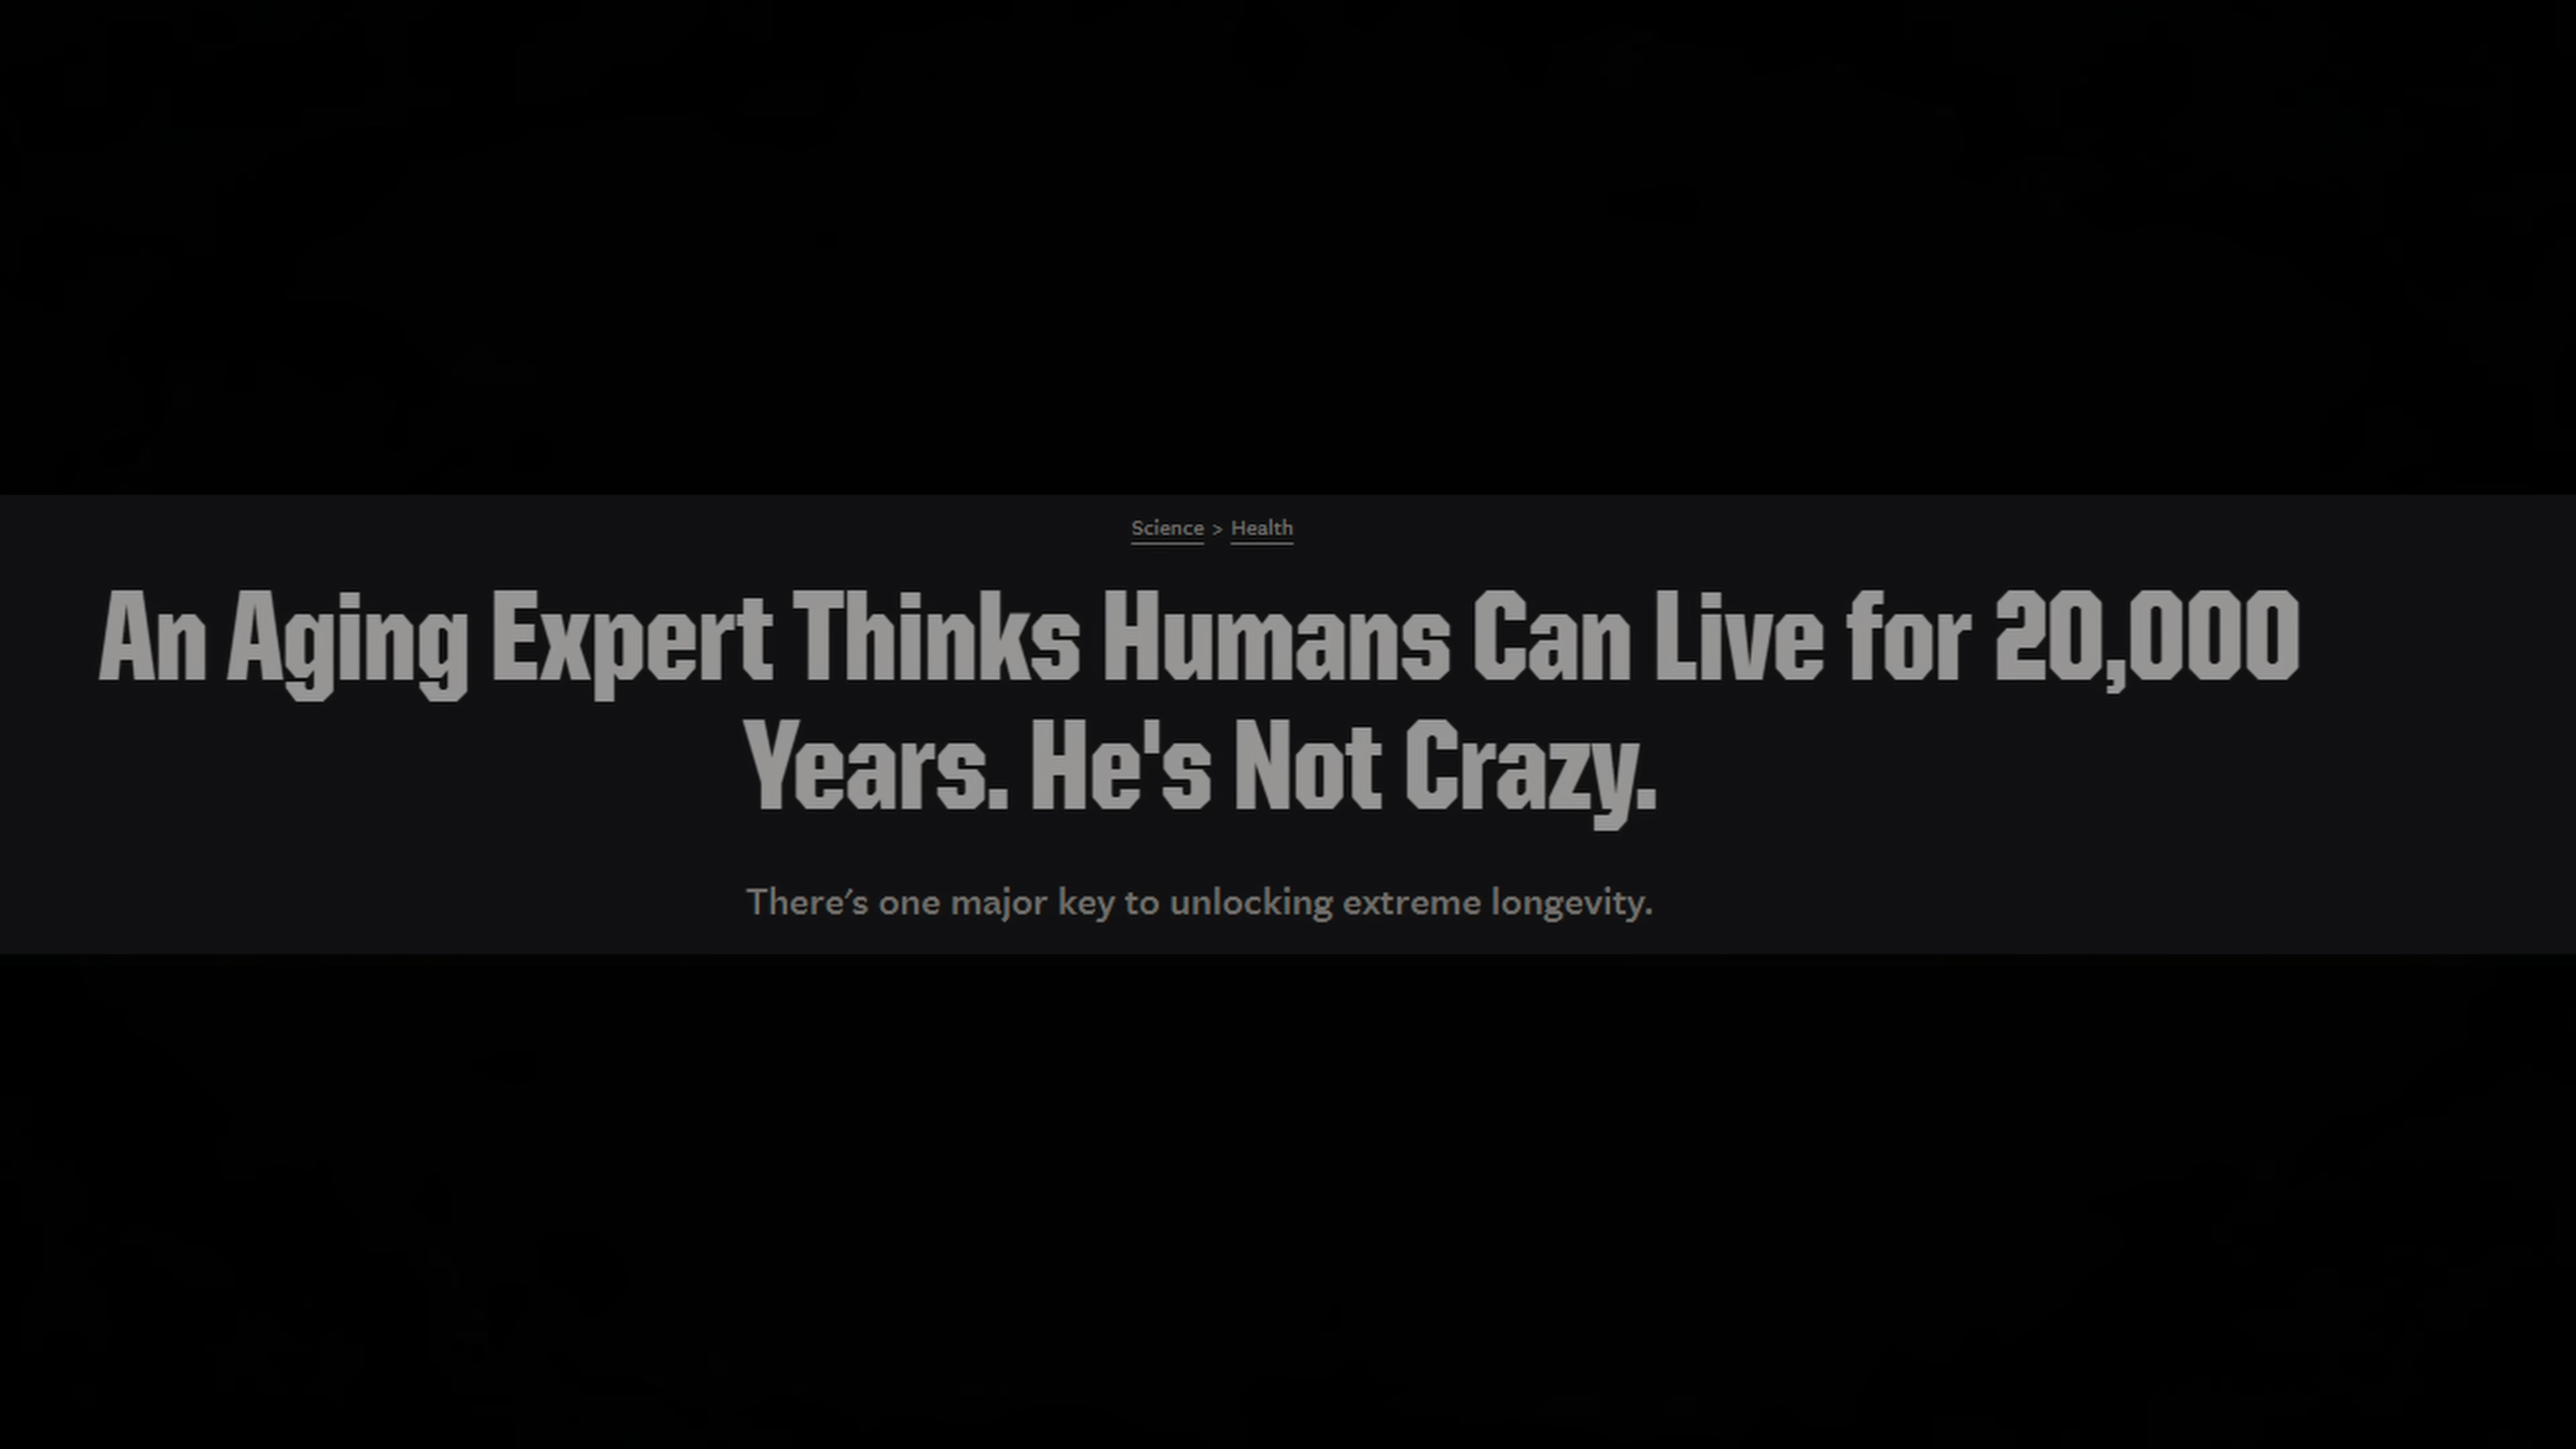 Science > Health
An Aging Expert Thinks Humans Can Live for 20,000
Years. He's Not Crazy.
There's one major key to unlocking extreme longevity.